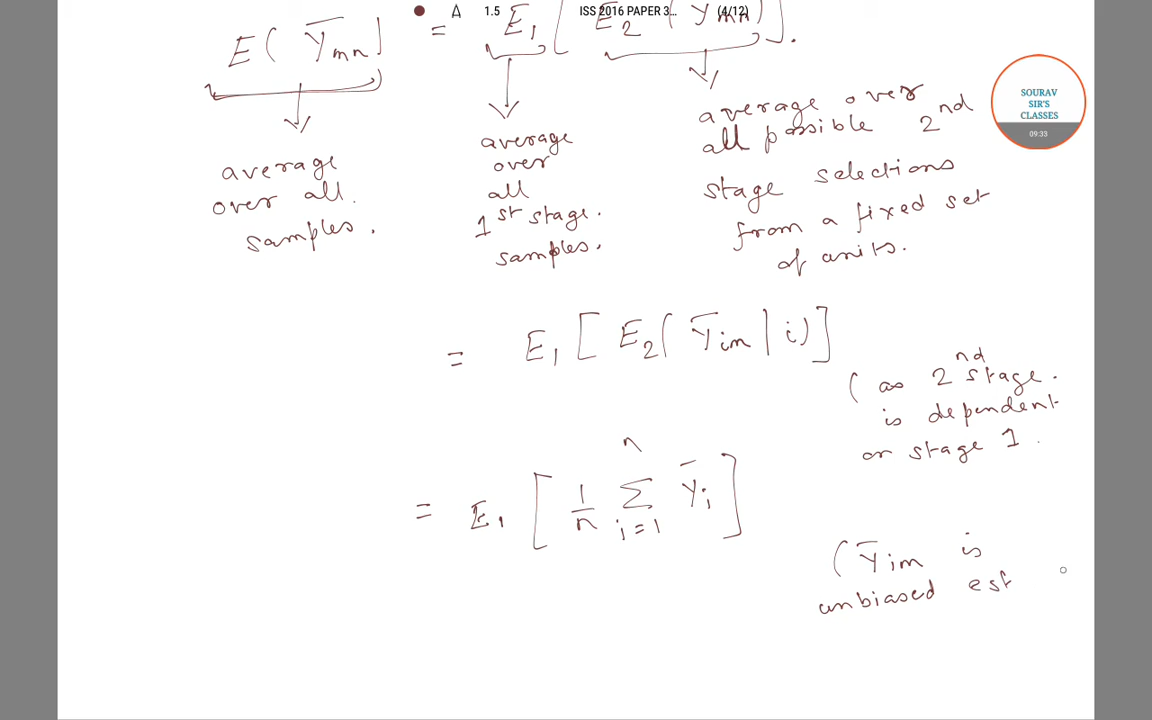 A 1.5 ISS 2016 PAPER 3... (4/12)
E( ȳmn ) = E1 [ E2 ( ȳmn ) ].
SOURAV
SIR'S
CLASSES
09:33
average
over all
samples.
average
over
all
1st stage.
samples.
average over
all possible 2nd
stage selections
from a fixed set
of units.
= E1 [ E2( ȳim | i ) ]
( as 2nd stage.
is dependent
or stage 1.
= E1 [ 1/n Σ i=1 n ȳi ]
( ȳim is
unbiased est